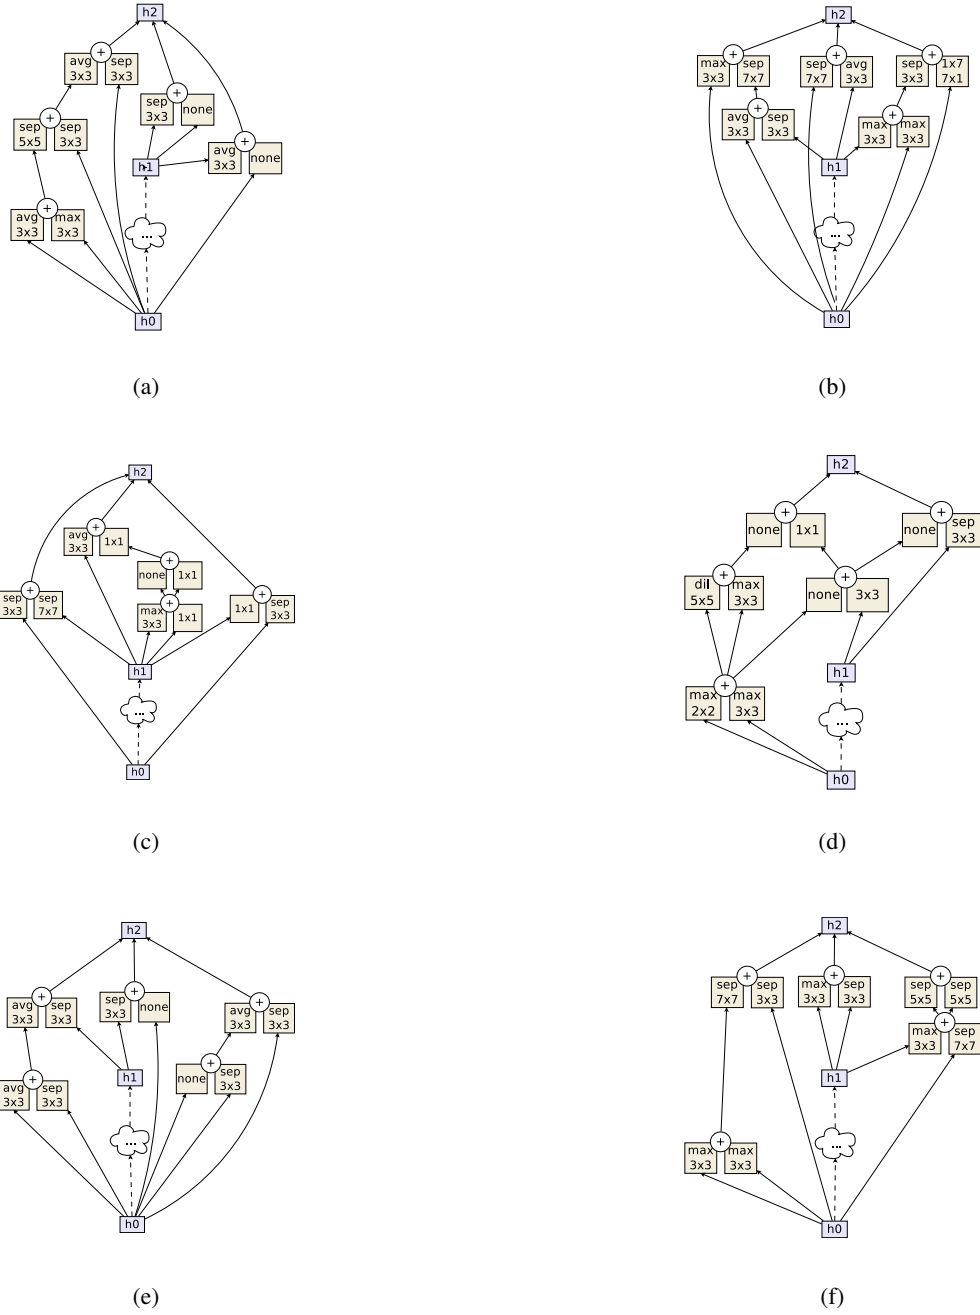 h2
avg 3x3
sep 3x3
+
sep 3x3
none
+
sep 5x5
sep 3x3
+
h1
avg 3x3
none
+
avg 3x3
max 3x3
+
...
h0
(a)
h2
max 3x3
sep 7x7
+
sep 7x7
avg 3x3
+
sep 3x3
1x7 7x1
+
avg 3x3
sep 3x3
+
max 3x3
max 3x3
+
h1
...
h0
(b)
h2
avg 3x3
1x1
+
none
1x1
+
sep 3x3
sep 7x7
+
max 3x3
1x1
+
1x1
sep 3x3
+
h1
...
h0
(c)
h2
none
1x1
+
none
sep 3x3
+
dil 5x5
max 3x3
+
none
3x3
+
h1
max 2x2
max 3x3
+
...
h0
(d)
h2
avg 3x3
sep 3x3
+
sep 3x3
none
+
avg 3x3
sep 3x3
+
h1
none
sep 3x3
+
avg 3x3
sep 3x3
+
...
h0
(e)
h2
sep 7x7
sep 3x3
+
max 3x3
sep 3x3
+
sep 5x5
sep 5x5
+
max 3x3
sep 7x7
+
h1
max 3x3
max 3x3
+
...
h0
(f)